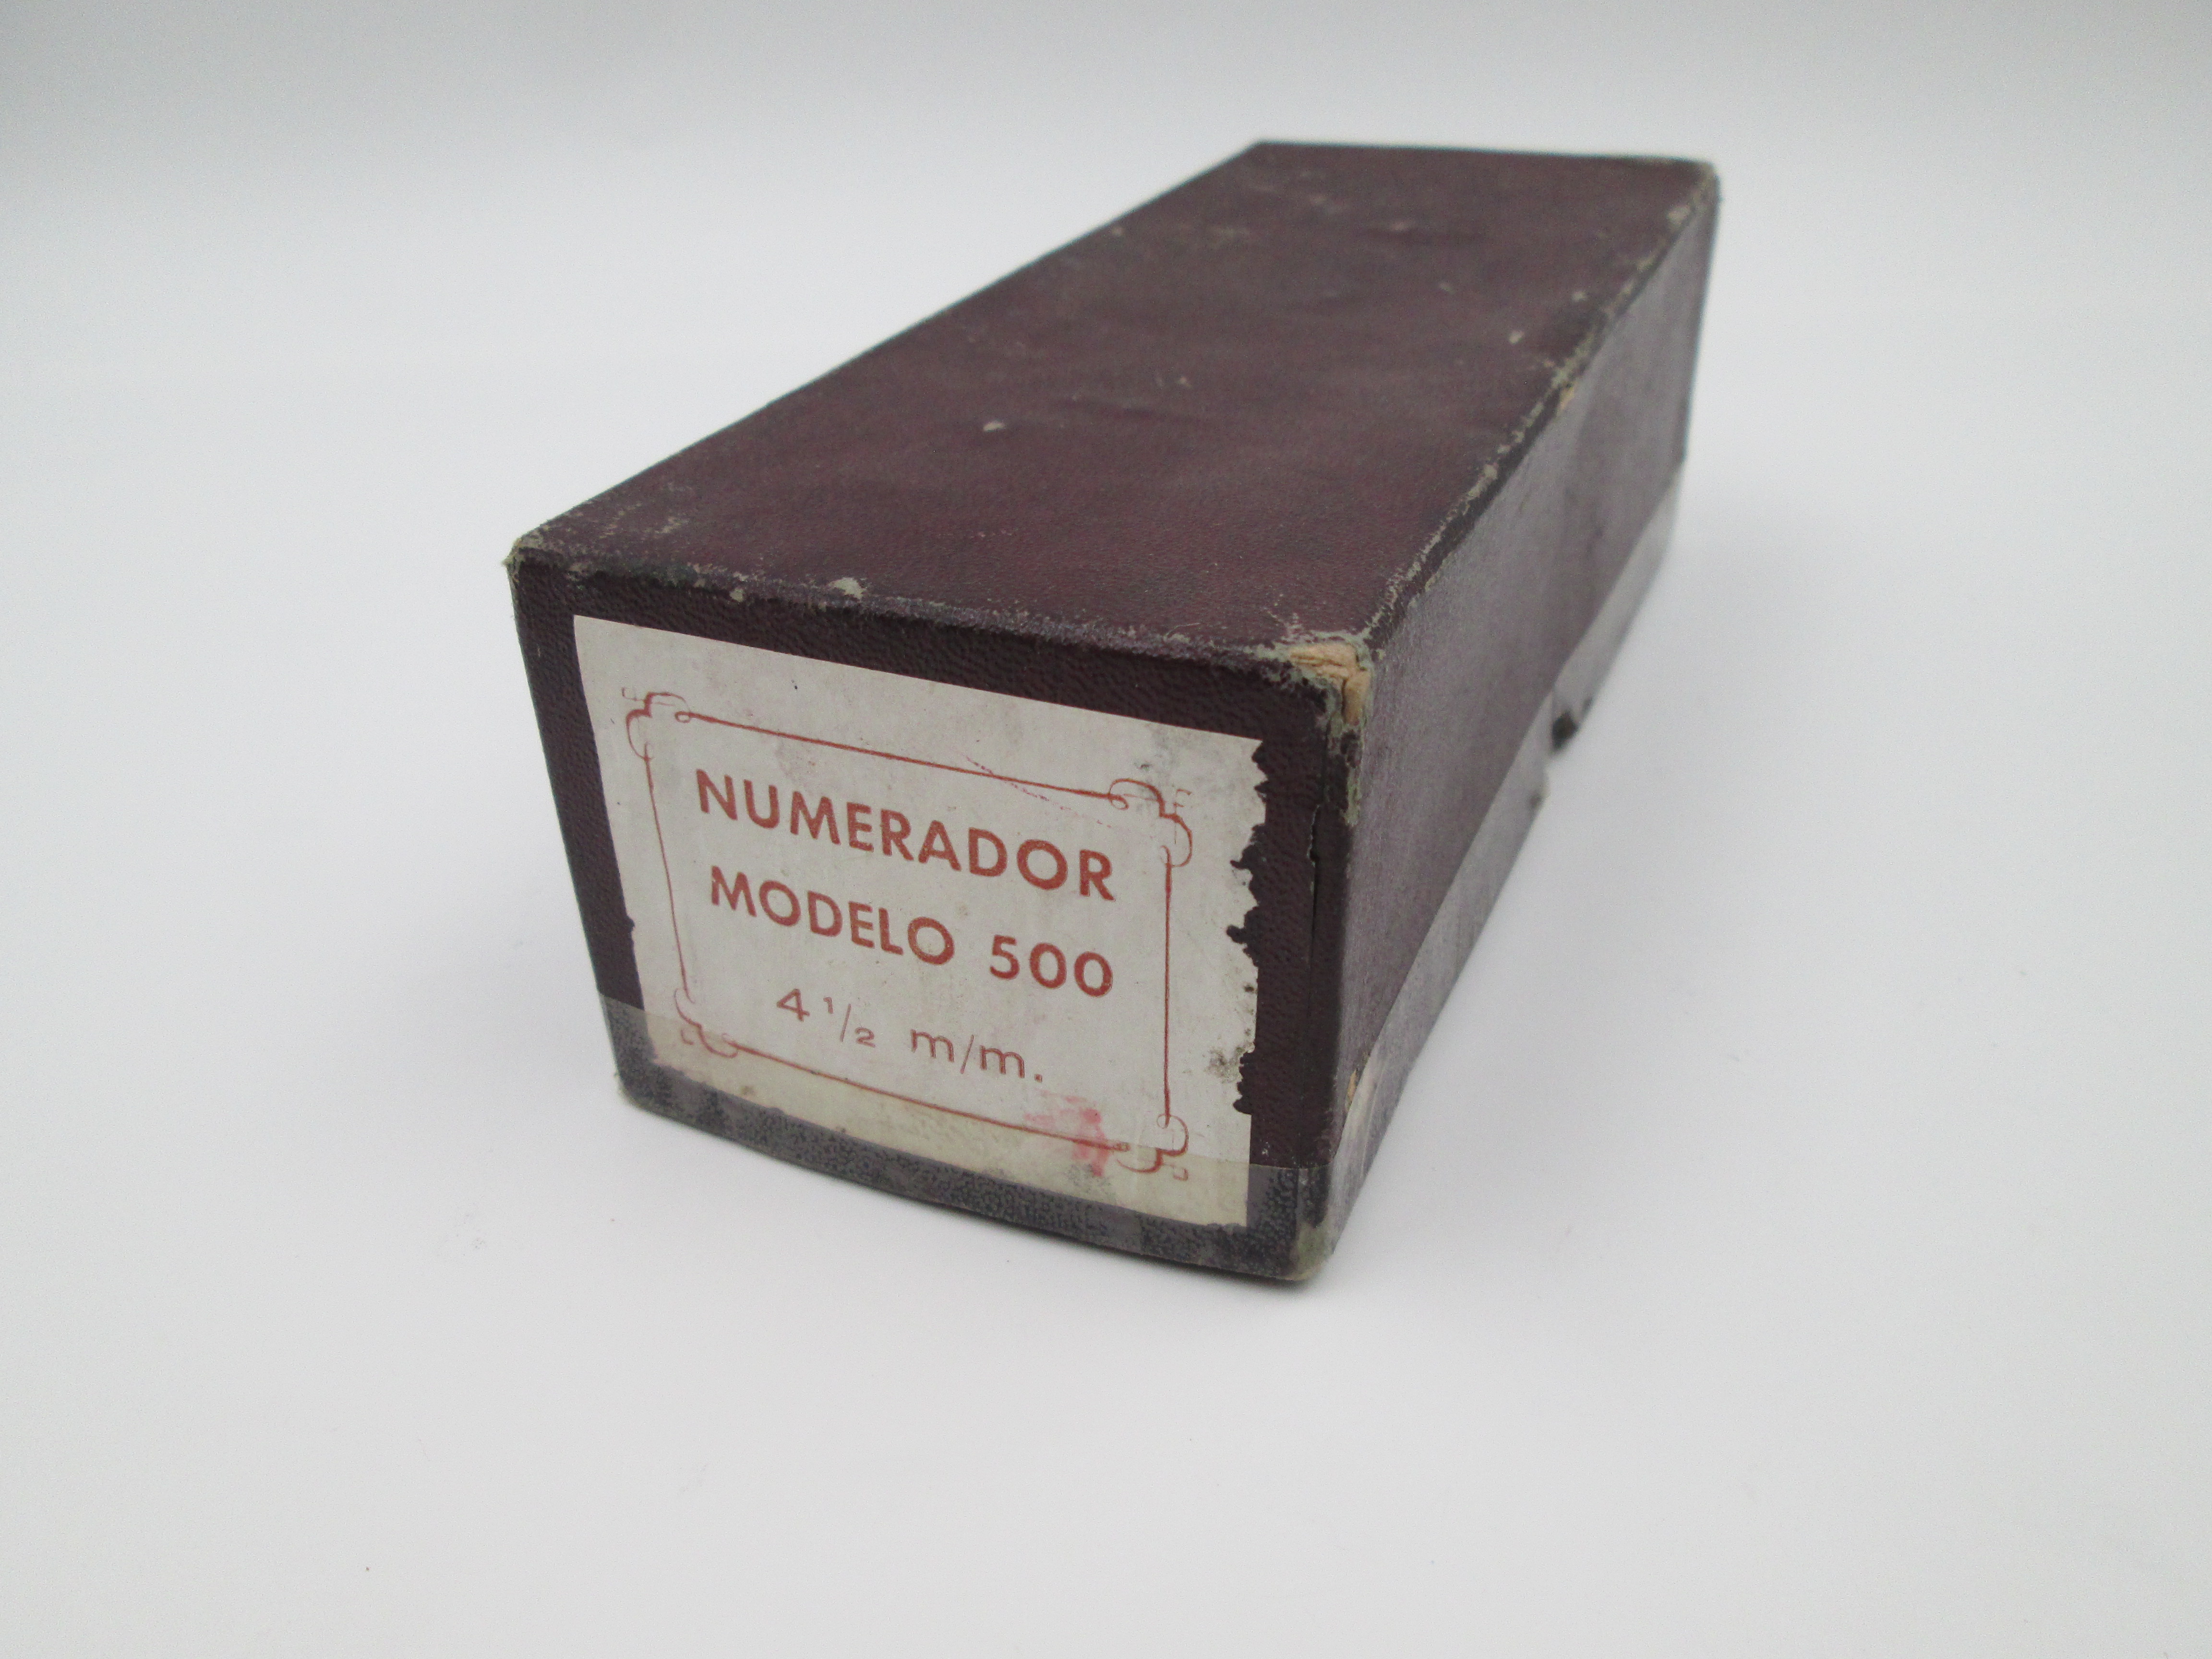 NUMERADOR
MODELO 500
4 1/2 m/m.